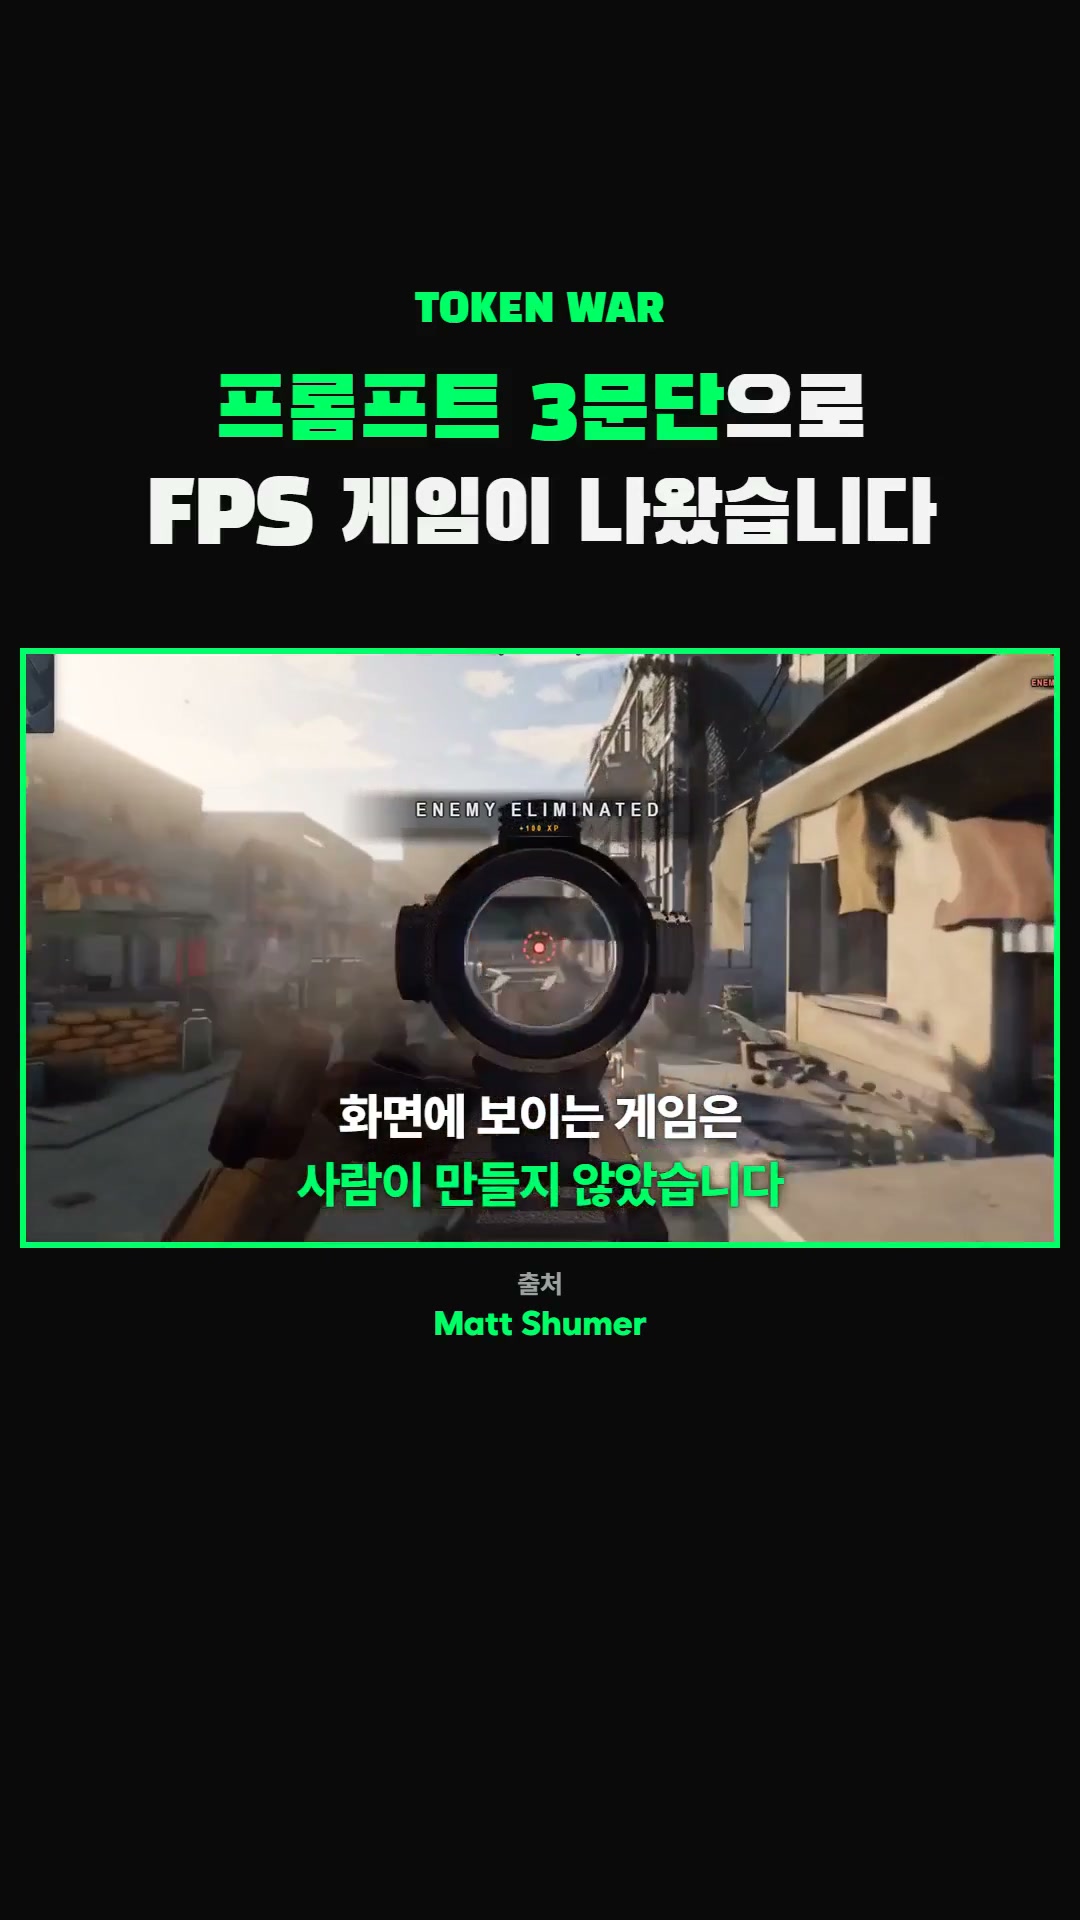 TOKEN WAR
프롬프트 3문단으로
FPS 게임이 나왔습니다
ENEM
ENEMY ELIMINATED
+100 XP
화면에 보이는 게임은
사람이 만들지 않았습니다
출처
Matt Shumer